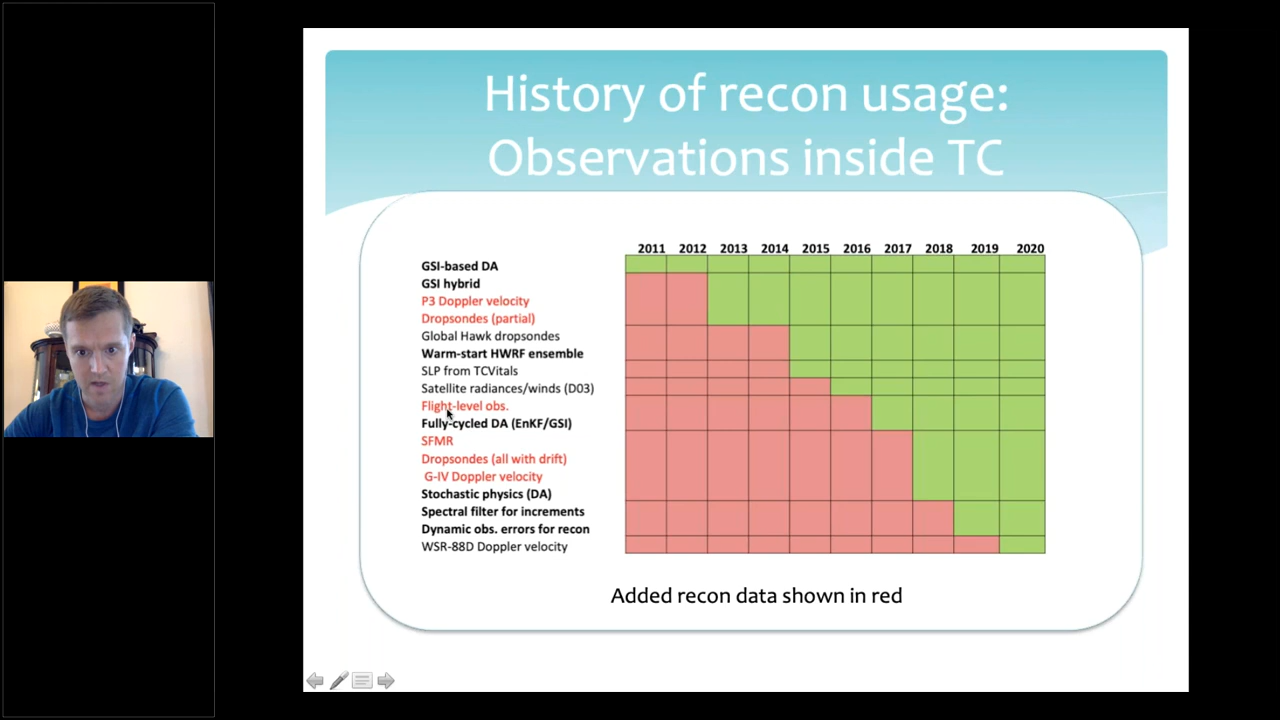 History of recon usage:
Observations inside TC
2011 2012 2013 2014 2015 2016 2017 2018 2019 2020
GSI-based DA
GSI hybrid
P3 Doppler velocity
Dropsondes (partial)
Global Hawk dropsondes
Warm-start HWRF ensemble
SLP from TCVitals
Satellite radiances/winds (D03)
Flight-level obs.
Fully-cycled DA (EnKF/GSI)
SFMR
Dropsondes (all with drift)
G-IV Doppler velocity
Stochastic physics (DA)
Spectral filter for increments
Dynamic obs. errors for recon
WSR-88D Doppler velocity
Added recon data shown in red